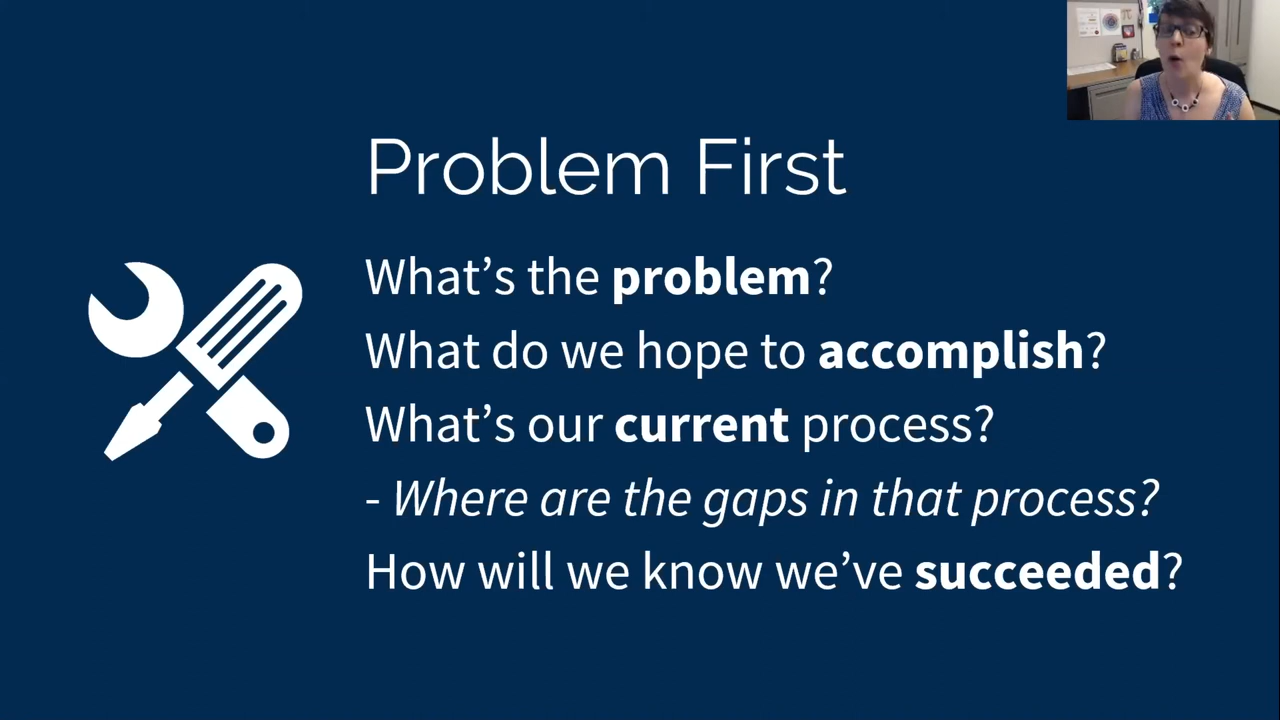 Problem First
What's the problem?
What do we hope to accomplish?
What's our current process?
- Where are the gaps in that process?
How will we know we've succeeded?